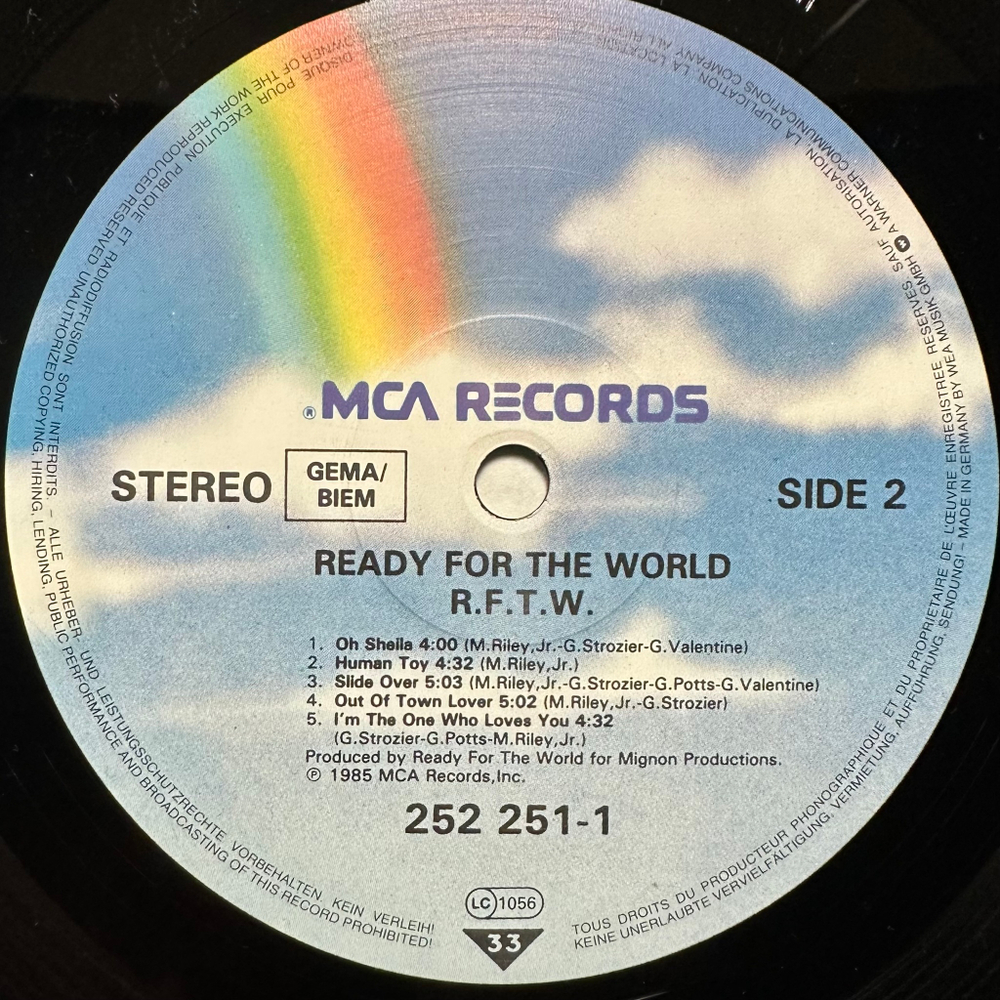 ® MCA RECORDS
STEREO
GEMA/
BIEM
SIDE 2
READY FOR THE WORLD
R.F.T.W.
1. Oh Sheila 4:00 (M.Riley,Jr.-G.Strozier-G.Valentine)
2. Human Toy 4:32 (M.Riley,Jr.)
3. Slide Over 5:03 (M.Riley,Jr.-G.Strozier-G.Potts-G.Valentine)
4. Out Of Town Lover 5:02 (M.Riley,Jr.-G.Strozier)
5. I'm The One Who Loves You 4:32
(G.Strozier-G.Potts-M.Riley,Jr.)
Produced by Ready For The World for Mignon Productions.
℗ 1985 MCA Records,Inc.
252 251-1
LC 1056
33
TOUS DROITS DU PRODUCTEUR PHONOGRAPHIQUE ET DU PROPRIETAIRE DE L'ŒUVRE ENREGISTREE RESERVES SAUF AUTORISATION, LA DUPLICATION, LA LOCATION
DISQUE POUR EXECUTION PUBLIQUE ET RADIODIFFUSION SONT INTERDITS. – ALLE URHEBER- UND LEISTUNGSSCHUTZRECHTE VORBEHALTEN. KEIN VERLEIH!
KEINE UNERLAUBTE VERVIELFÄLTIGUNG, VERMIETUNG, AUFFÜHRUNG, SENDUNG! – MADE IN GERMANY BY WEA MUSIK GMBH A WARNER COMMUNICATIONS COMPANY ALL
OWNER OF THE WORK REPRODUCED RESERVED UNAUTHORIZED COPYING, HIRING, LENDING, PUBLIC PERFORMANCE AND BROADCASTING OF THIS RECORD PROHIBITED!